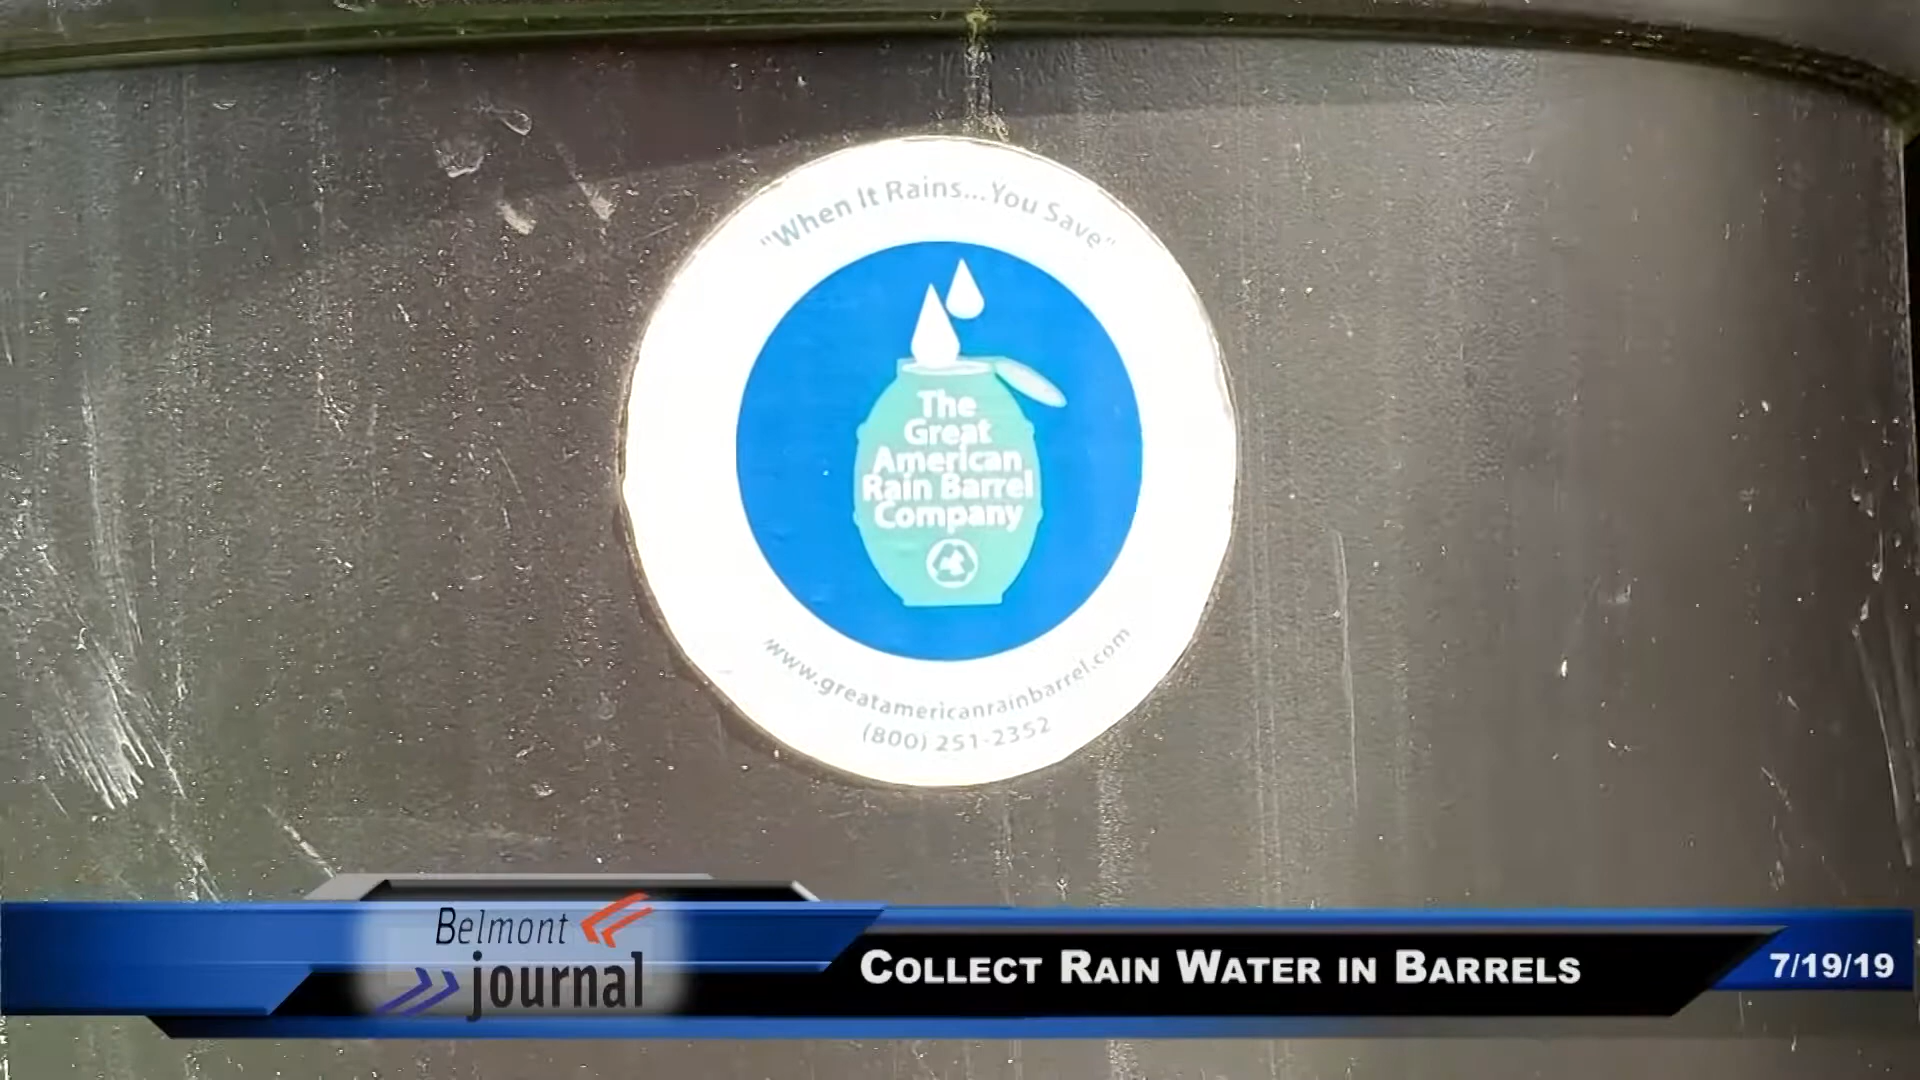 "When It Rains...You Save"
The
Great
American
Rain Barrel
Company
www.greatamericanrainbarrel.com
(800) 251-2352
Belmont
journal
COLLECT RAIN WATER IN BARRELS
7/19/19